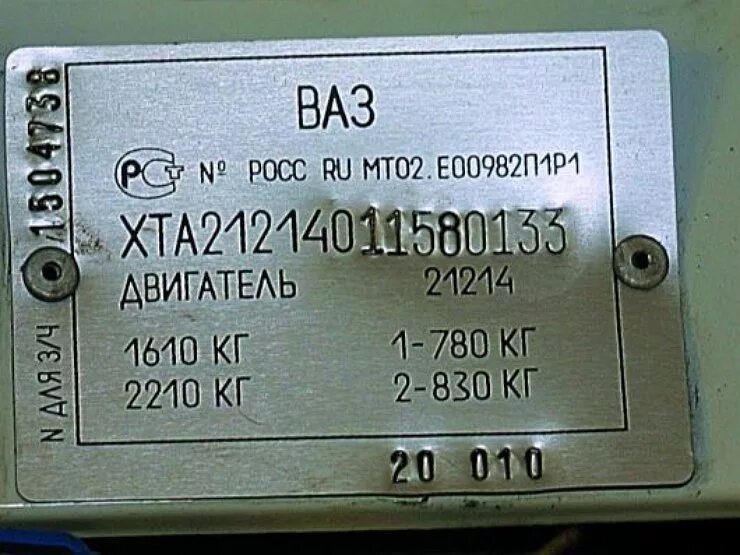 ВАЗ
РСТ № РОСС RU МТ02.Е00982П1Р1
ХТА21214011580133
ДВИГАТЕЛЬ 21214
1610 КГ 1-780 КГ
2210 КГ 2-830 КГ
20 010
N ДЛЯ З/Ч 1504738